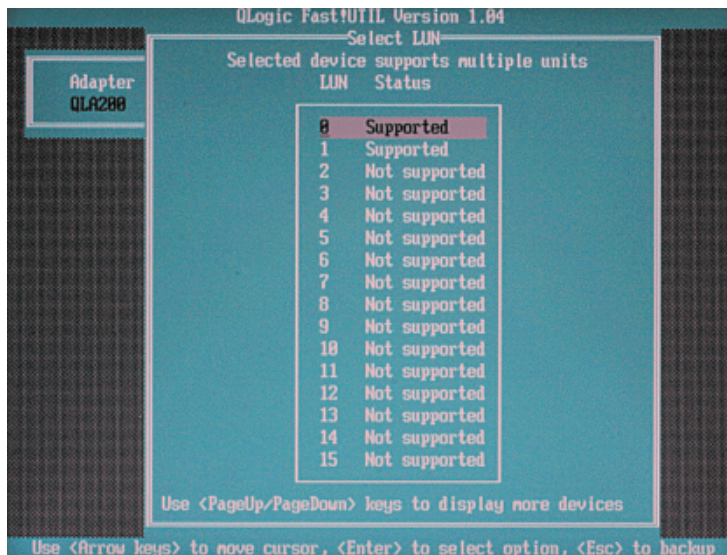 QLogic Fast!UTIL Version 1.04
Select LUN
Selected device supports multiple units
Adapter
QLA200
LUN Status
0 Supported
1 Supported
2 Not supported
3 Not supported
4 Not supported
5 Not supported
6 Not supported
7 Not supported
8 Not supported
9 Not supported
10 Not supported
11 Not supported
12 Not supported
13 Not supported
14 Not supported
15 Not supported
Use <PageUp/PageDown> keys to display more devices
Use <Arrow keys> to move cursor, <Enter> to select option, <Esc> to backup